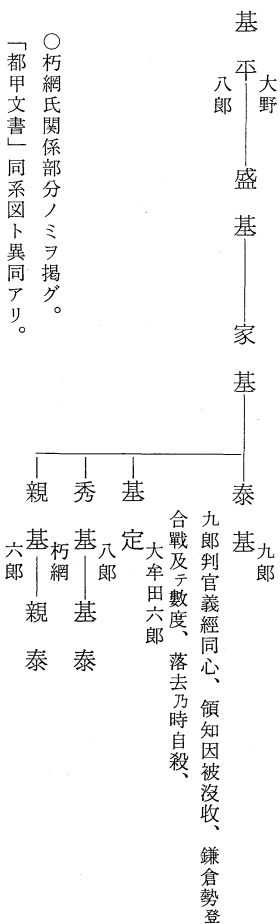 大野
基平――盛基――家基――泰基
八郎
九郎
九郎判官義經同心、領知因被沒收、鎌倉勢登
合戰及テ數度、落去乃時自殺、
大牟田六郎
基定
八郎
秀基――基泰
朽網
親基――親泰
六郎
○朽網氏関係部分ノミヲ掲グ。
「都甲文書」同系図ト異同アリ。